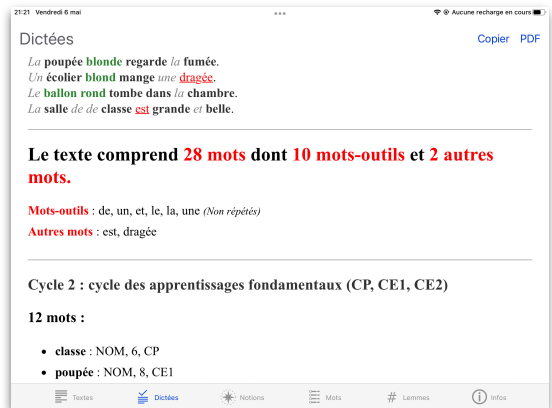 21:21 Vendredi 6 mai
Aucune recharge en cours
Dictées
Copier PDF
La poupée blonde regarde la fumée.
Un écolier blond mange une dragée.
Le ballon rond tombe dans la chambre.
La salle de de classe est grande et belle.
Le texte comprend 28 mots dont 10 mots-outils et 2 autres
mots.
Mots-outils : de, un, et, le, la, une (Non répétés)
Autres mots : est, dragée
Cycle 2 : cycle des apprentissages fondamentaux (CP, CE1, CE2)
12 mots :
• classe : NOM, 6, CP
• poupée : NOM, 8, CE1
Textes Dictées Notions Mots # Lemmes Infos